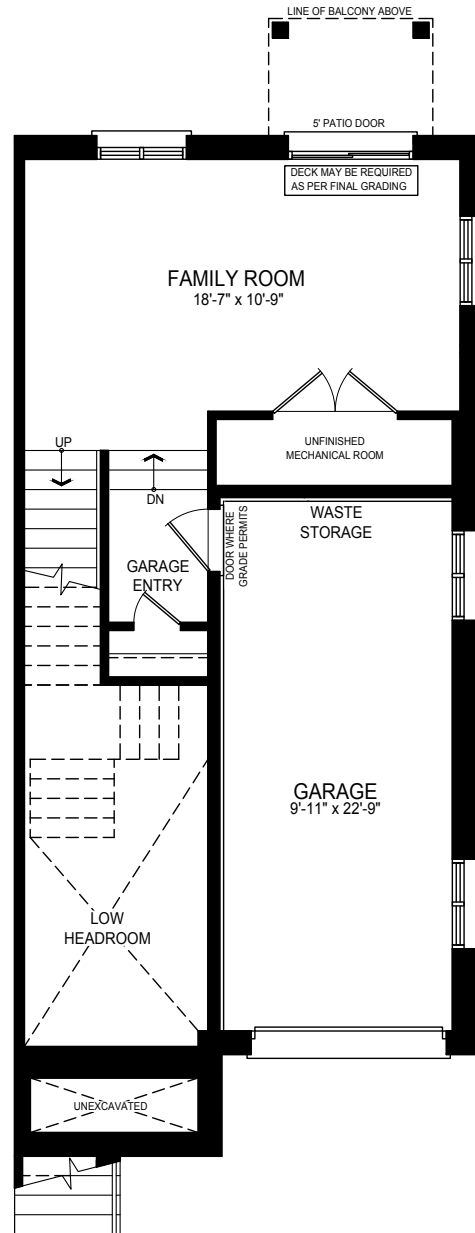 LINE OF BALCONY ABOVE
5' PATIO DOOR
DECK MAY BE REQUIRED
AS PER FINAL GRADING
FAMILY ROOM
18'-7" x 10'-9"
UP
UNFINISHED
MECHANICAL ROOM
DN
WASTE
STORAGE
DOOR WHERE
GRADE PERMITS
GARAGE
ENTRY
GARAGE
9'-11" x 22'-9"
LOW
HEADROOM
UNEXCAVATED